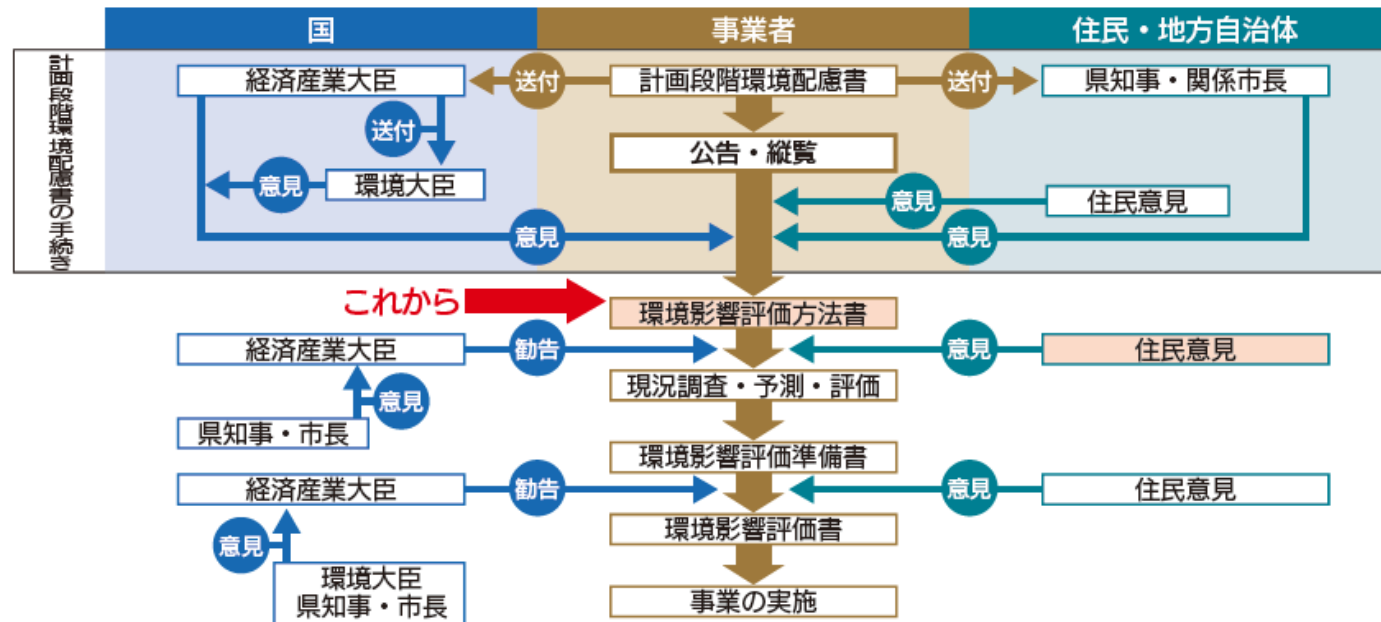 国
事業者
住民・地方自治体
計画段階環境配慮書の手続き
経済産業大臣
送付
計画段階環境配慮書
送付
県知事・関係市長
送付
公告・縦覧
意見
環境大臣
意見
住民意見
意見
意見
これから
環境影響評価方法書
経済産業大臣
勧告
意見
住民意見
意見
現況調査・予測・評価
県知事・市長
環境影響評価準備書
経済産業大臣
勧告
意見
住民意見
意見
環境影響評価書
環境大臣
県知事・市長
事業の実施